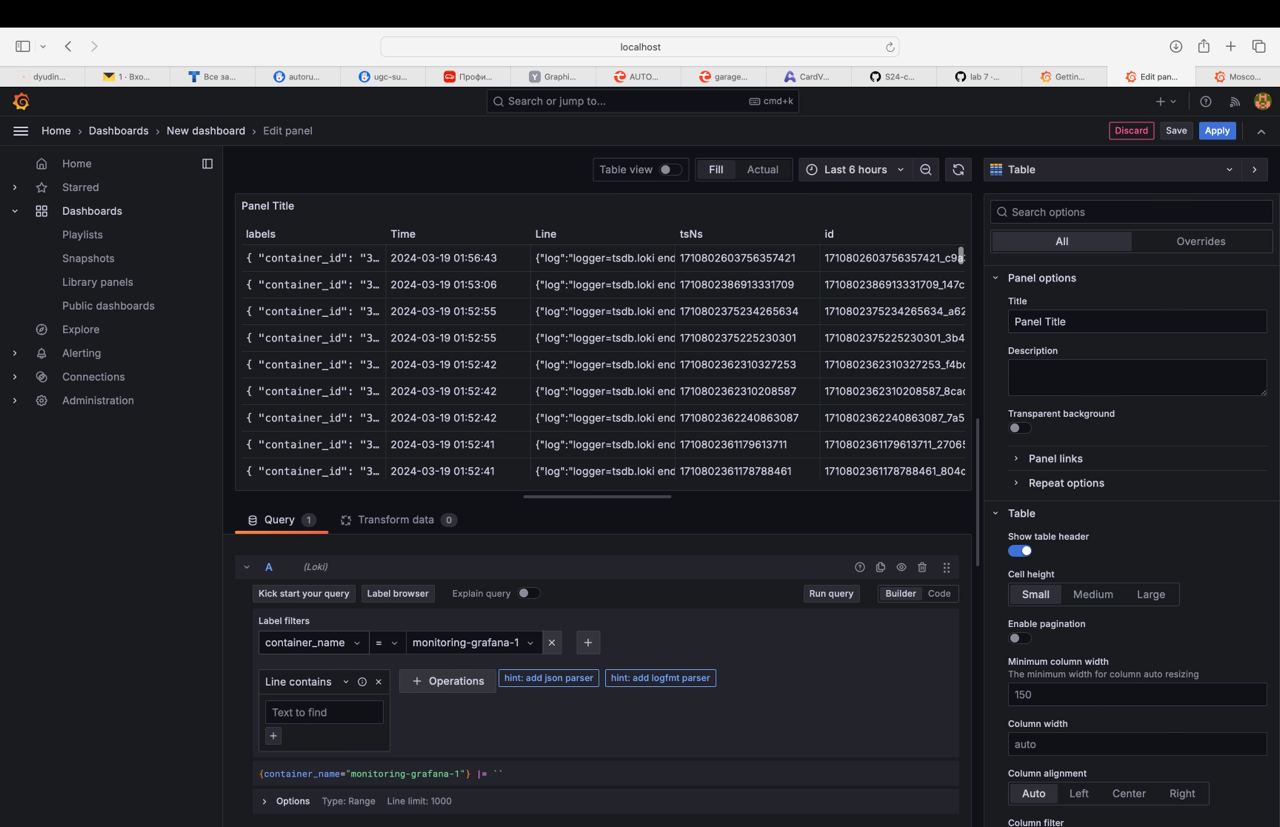 localhost
dyudin...
1 · Вхо...
Все за...
autoru...
ugc-su...
Профи...
Graphi...
AUTO...
garage...
CardV...
S24-c...
lab 7 -...
Gettin...
Edit pan...
Mosco...
Search or jump to...
cmd+k
Home › Dashboards › New dashboard › Edit panel
Discard
Save
Apply
Home
Starred
Dashboards
Playlists
Snapshots
Library panels
Public dashboards
Explore
Alerting
Connections
Administration
Table view
Fill
Actual
Last 6 hours
Panel Title
labels Time Line tsNs id
{ "container_id": "3... 2024-03-19 01:56:43 {"log":"logger=tsdb.loki end 1710802603756357421 1710802603756357421_c9a
{ "container_id": "3... 2024-03-19 01:53:06 {"log":"logger=tsdb.loki end 1710802386913331709 1710802386913331709_147c
{ "container_id": "3... 2024-03-19 01:52:55 {"log":"logger=tsdb.loki end 1710802375234265634 1710802375234265634_a62
{ "container_id": "3... 2024-03-19 01:52:55 {"log":"logger=tsdb.loki end 1710802375225230301 1710802375225230301_3b4
{ "container_id": "3... 2024-03-19 01:52:42 {"log":"logger=tsdb.loki end 1710802362310327253 1710802362310327253_f4bc
{ "container_id": "3... 2024-03-19 01:52:42 {"log":"logger=tsdb.loki end 1710802362310208587 1710802362310208587_8cac
{ "container_id": "3... 2024-03-19 01:52:42 {"log":"logger=tsdb.loki end 1710802362240863087 1710802362240863087_7a5
{ "container_id": "3... 2024-03-19 01:52:41 {"log":"logger=tsdb.loki end 1710802361179613711 1710802361179613711_27065
{ "container_id": "3... 2024-03-19 01:52:41 {"log":"logger=tsdb.loki end 1710802361178788461 1710802361178788461_804c
Query 1
Transform data 0
A (Loki)
Kick start your query
Label browser
Explain query
Run query
Builder
Code
Label filters
container_name = monitoring-grafana-1
Line contains
Text to find
+ Operations
hint: add json parser
hint: add logfmt parser
{container_name="monitoring-grafana-1"} |= ``
Options Type: Range Line limit: 1000
Table
Search options
All
Overrides
Panel options
Title
Panel Title
Description
Transparent background
Panel links
Repeat options
Table
Show table header
Cell height
Small
Medium
Large
Enable pagination
Minimum column width
The minimum width for column auto resizing
150
Column width
auto
Column alignment
Auto
Left
Center
Right
Column filter